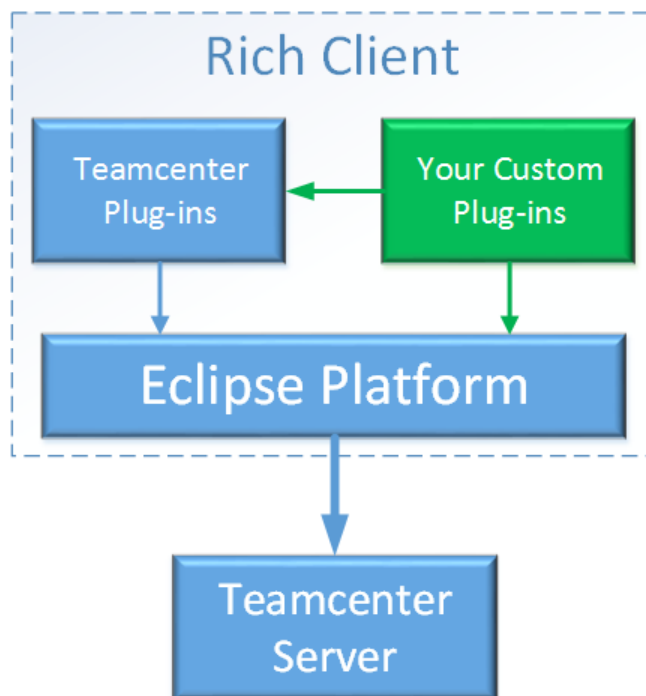 Rich Client
Teamcenter
Plug-ins
Your Custom
Plug-ins
Eclipse Platform
Teamcenter
Server